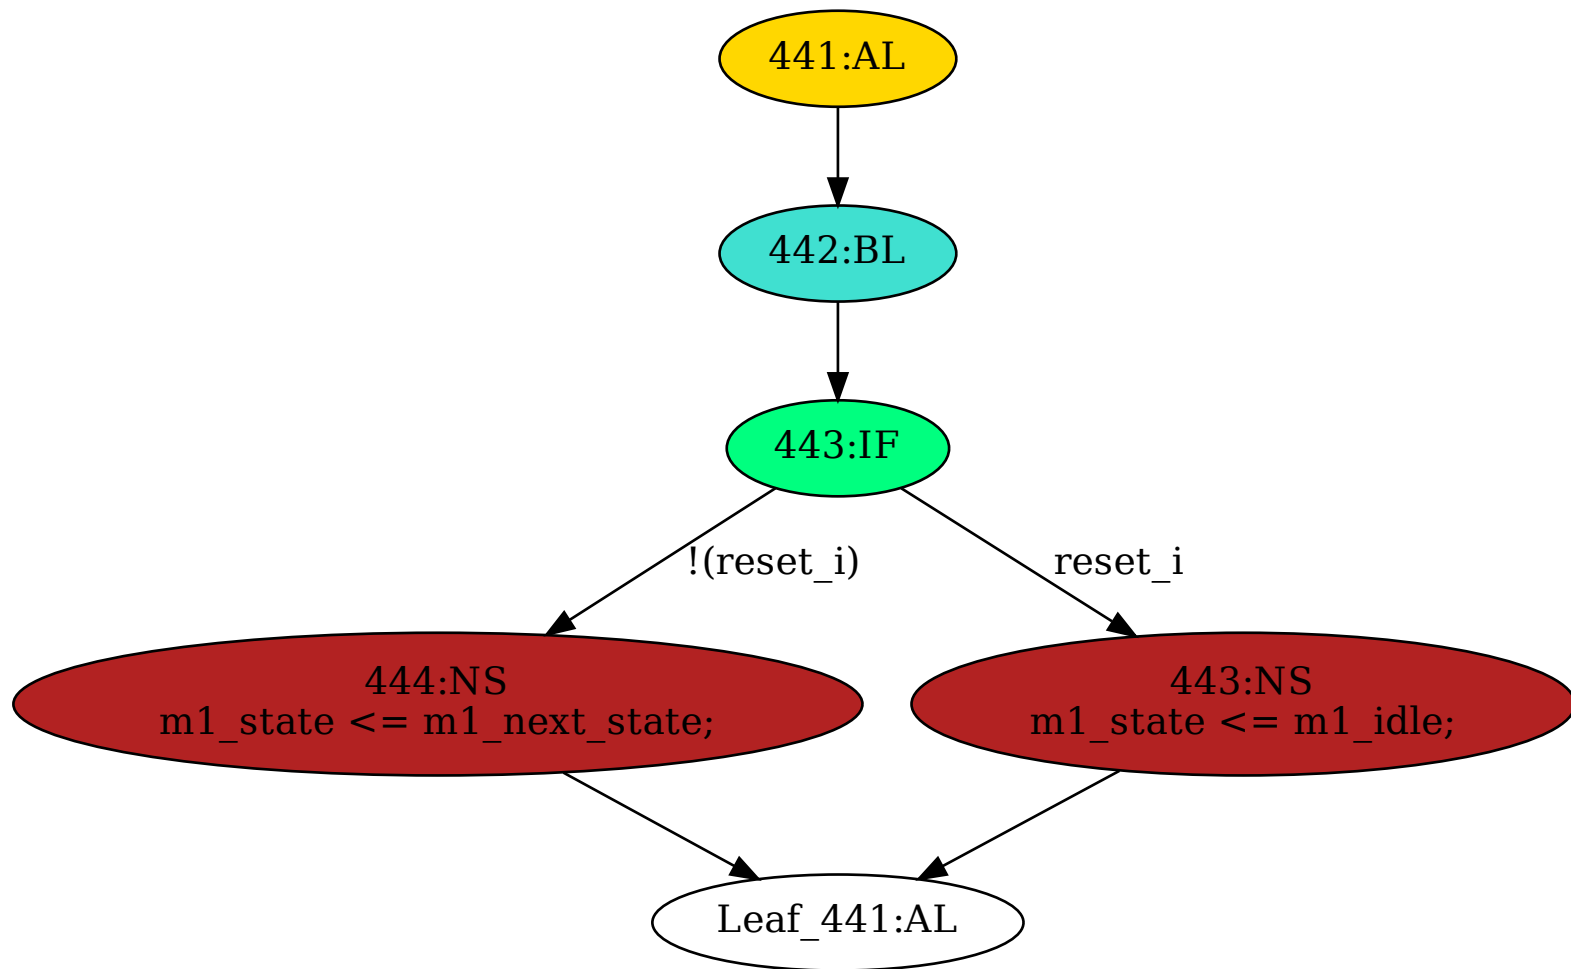 441:AL
442:BL
443:IF
!(reset_i)
reset_i
444:NS
m1_state <= m1_next_state;
443:NS
m1_state <= m1_idle;
Leaf_441:AL